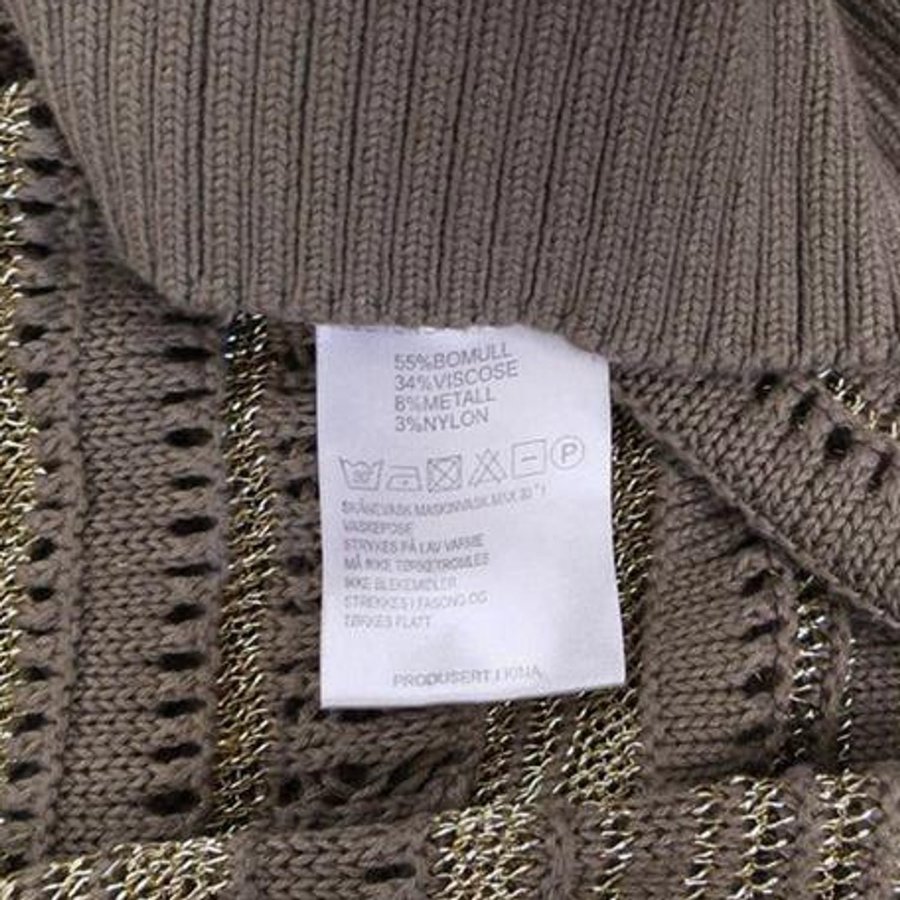 55%BOMULL
34%VISCOSE
8%METALL
3%NYLON
P
SKÅNEVASK MASKINVASK MAX 30 °I
VASKEPOSE
STRYKES PÅ LAV VARME
MÅ IKKE TØRKETROMLES
IKKE BLEKEMIDLER
STREKKES I FASONG OG
TØRKES FLATT
PRODUSERT I KINA